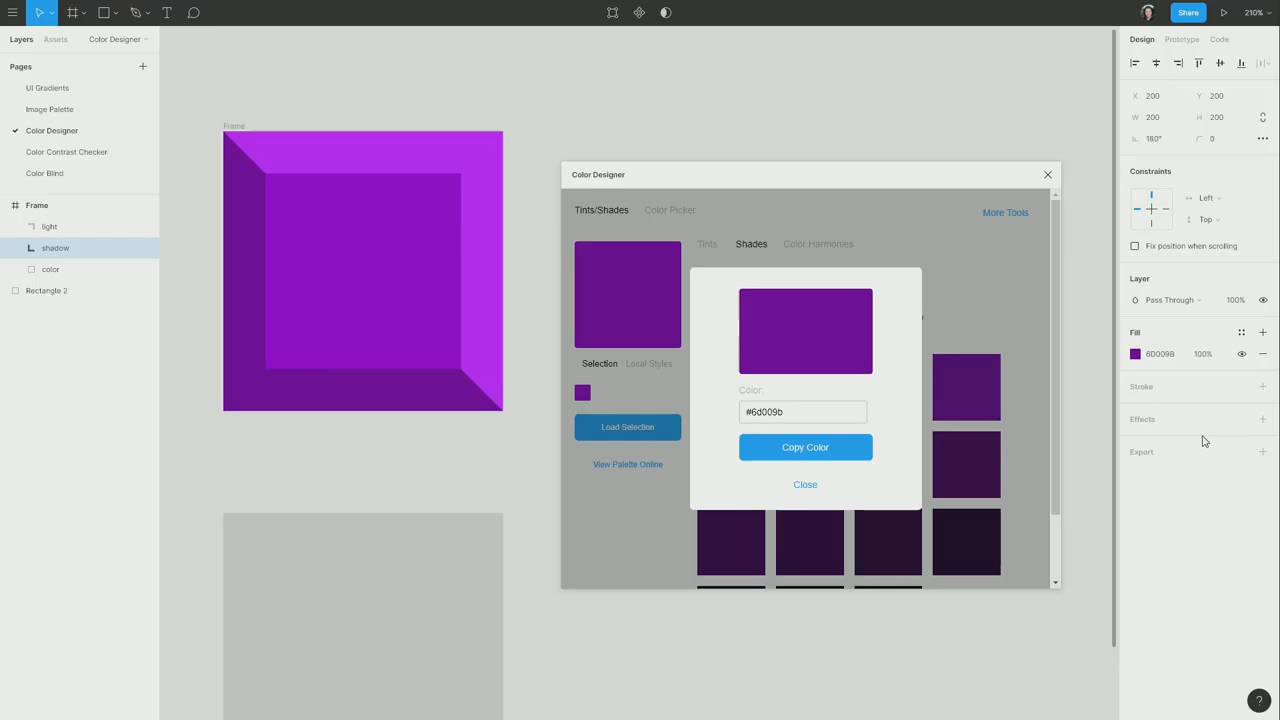 Share
210%
Layers
Assets
Color Designer
Pages
UI Gradients
Image Palette
Color Designer
Color Contrast Checker
Color Blind
Frame
light
shadow
color
Rectangle 2
Frame
Color Designer
Tints/Shades
Color Picker
More Tools
Tints
Shades
Color Harmonies
Selection
Local Styles
Load Selection
View Palette Online
Color:
#6d009b
Copy Color
Close
Design
Prototype
Code
X 200
Y 200
W 200
H 200
180°
0
Constraints
Left
Top
Fix position when scrolling
Layer
Pass Through
100%
Fill
6D009B
100%
Stroke
Effects
Export
?